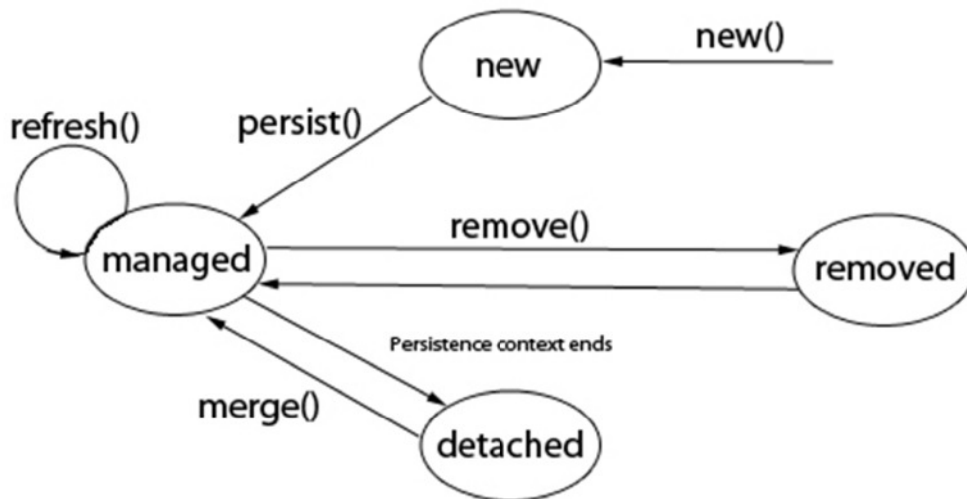 new()
new
persist()
refresh()
remove()
managed
removed
Persistence context ends
merge()
detached